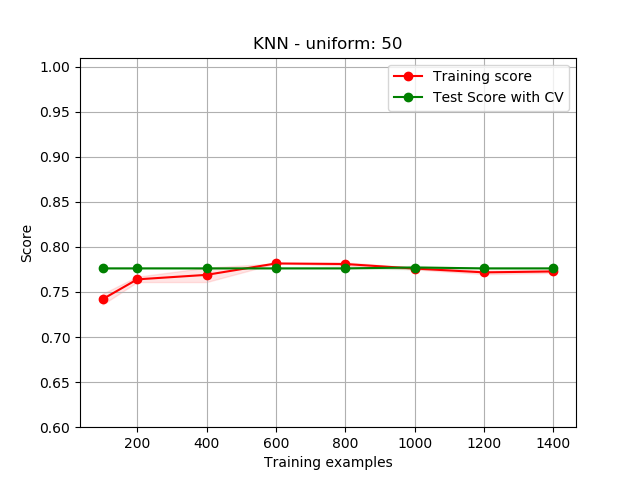 KNN - uniform: 50
Training score
Test Score with CV
Score
1.00
0.95
0.90
0.85
0.80
0.75
0.70
0.65
0.60
200 400 600 800 1000 1200 1400
Training examples